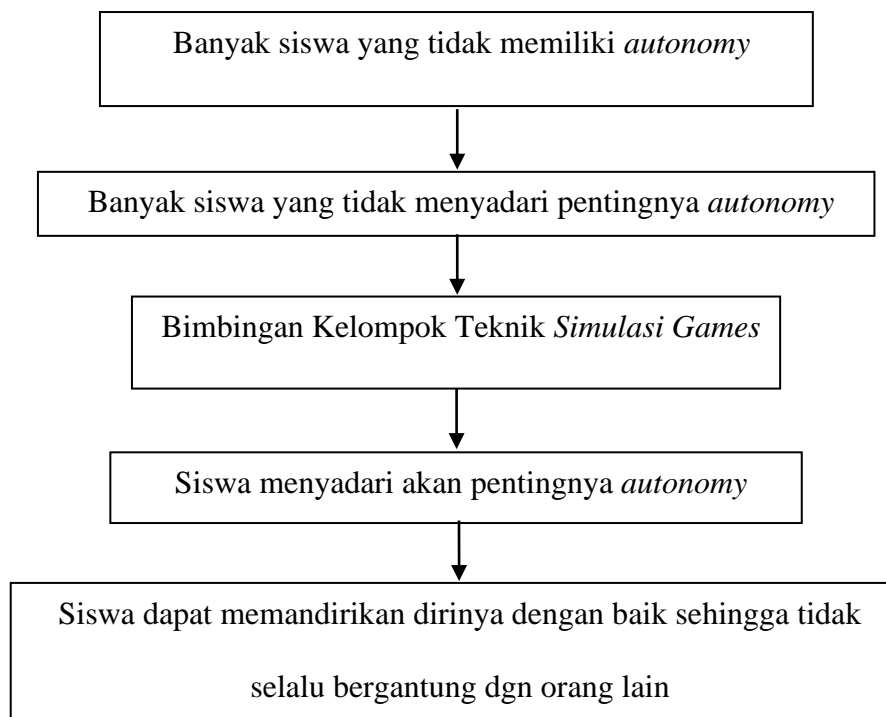 Banyak siswa yang tidak memiliki autonomy
Banyak siswa yang tidak menyadari pentingnya autonomy
Bimbingan Kelompok Teknik Simulasi Games
Siswa menyadari akan pentingnya autonomy
Siswa dapat memandirikan dirinya dengan baik sehingga tidak
selalu bergantung dgn orang lain